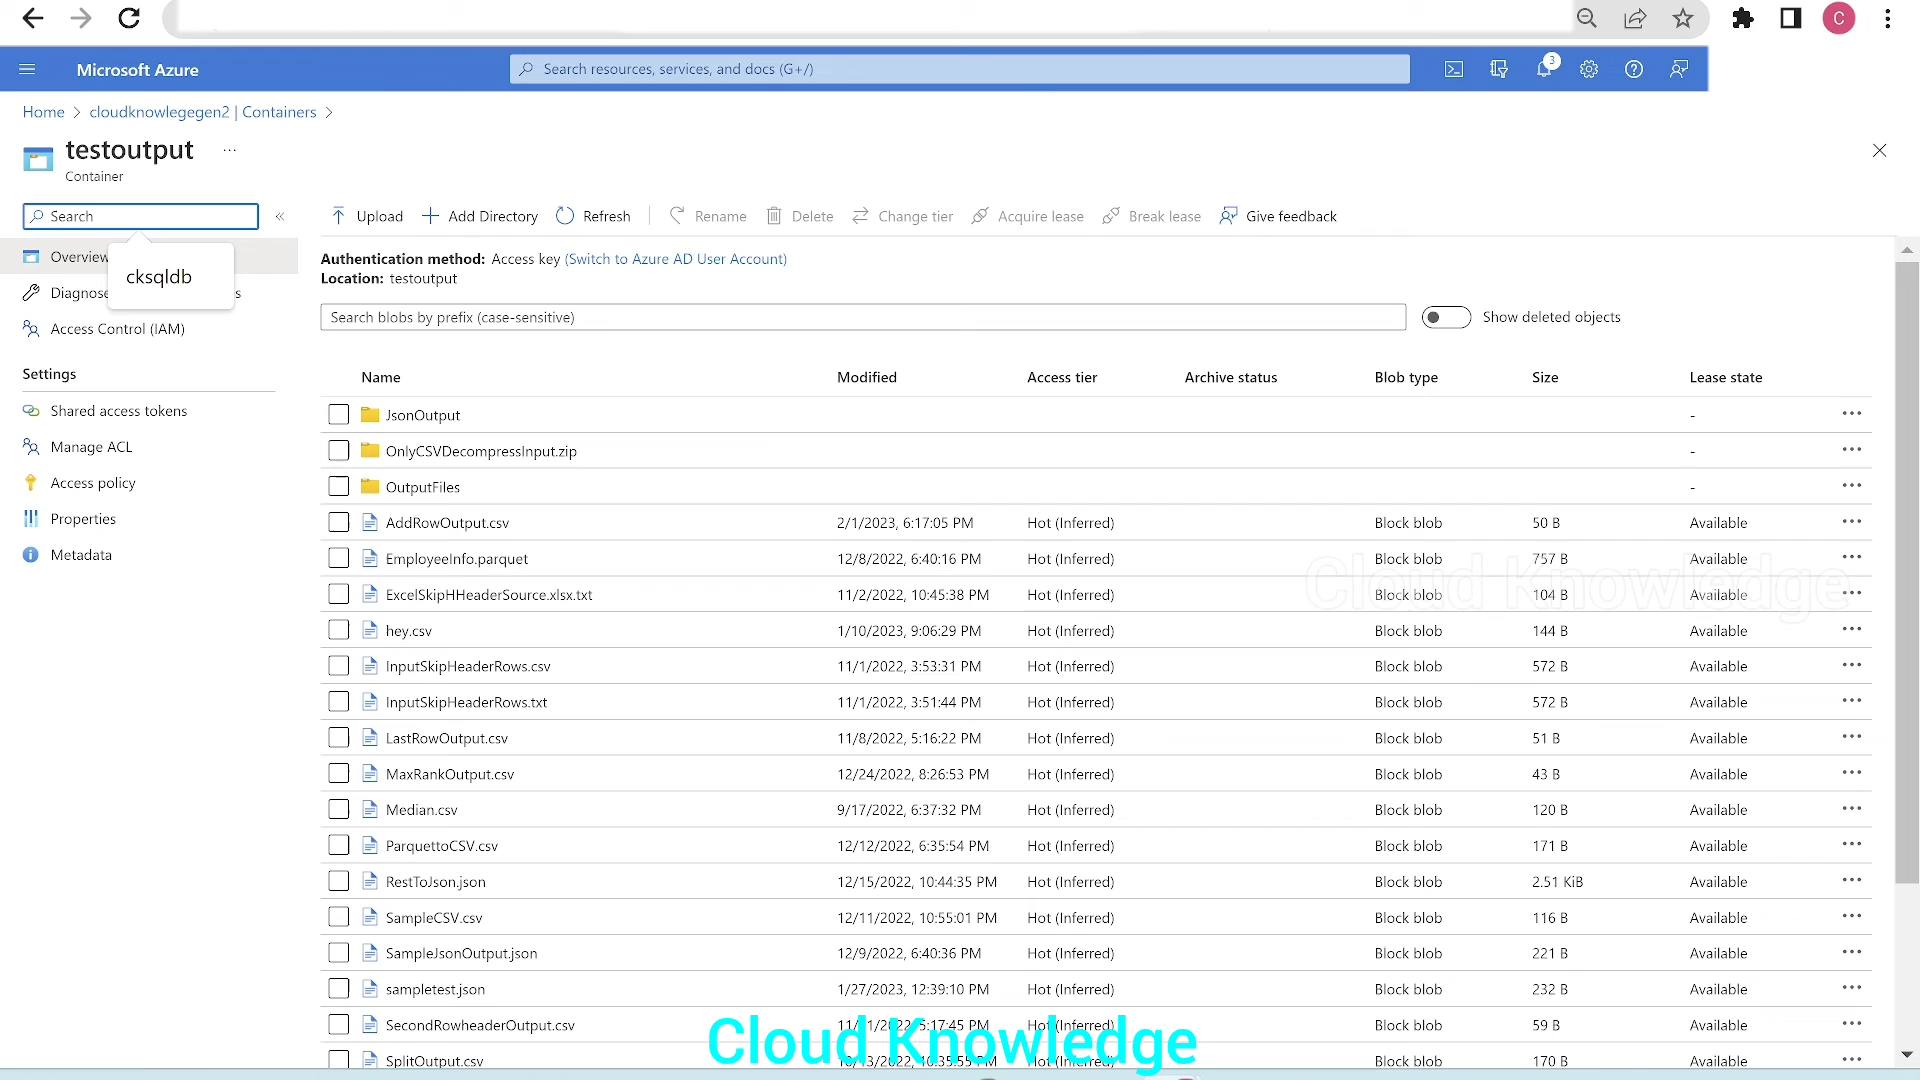 C
Microsoft Azure
Search resources, services, and docs (G+/)
3
Home > cloudknowlegegen2 | Containers >
testoutput ...
Container
Search «
Upload Add Directory Refresh Rename Delete Change tier Acquire lease Break lease Give feedback
Overview
cksqldb
Diagnose s
Access Control (IAM)
Settings
Shared access tokens
Manage ACL
Access policy
Properties
Metadata
Authentication method: Access key (Switch to Azure AD User Account)
Location: testoutput
Search blobs by prefix (case-sensitive)
Show deleted objects
Name Modified Access tier Archive status Blob type Size Lease state
JsonOutput - ...
OnlyCSVDecompressInput.zip - ...
OutputFiles - ...
AddRowOutput.csv 2/1/2023, 6:17:05 PM Hot (Inferred) Block blob 50 B Available ...
EmployeeInfo.parquet 12/8/2022, 6:40:16 PM Hot (Inferred) Block blob 757 B Available ...
Cloud Knowledge
ExcelSkipHHeaderSource.xlsx.txt 11/2/2022, 10:45:38 PM Hot (Inferred) Block blob 104 B Available ...
hey.csv 1/10/2023, 9:06:29 PM Hot (Inferred) Block blob 144 B Available ...
InputSkipHeaderRows.csv 11/1/2022, 3:53:31 PM Hot (Inferred) Block blob 572 B Available ...
InputSkipHeaderRows.txt 11/1/2022, 3:51:44 PM Hot (Inferred) Block blob 572 B Available ...
LastRowOutput.csv 11/8/2022, 5:16:22 PM Hot (Inferred) Block blob 51 B Available ...
MaxRankOutput.csv 12/24/2022, 8:26:53 PM Hot (Inferred) Block blob 43 B Available ...
Median.csv 9/17/2022, 6:37:32 PM Hot (Inferred) Block blob 120 B Available ...
ParquettoCSV.csv 12/12/2022, 6:35:54 PM Hot (Inferred) Block blob 171 B Available ...
RestToJson.json 12/15/2022, 10:44:35 PM Hot (Inferred) Block blob 2.51 KiB Available ...
SampleCSV.csv 12/11/2022, 10:55:01 PM Hot (Inferred) Block blob 116 B Available ...
SampleJsonOutput.json 12/9/2022, 6:40:36 PM Hot (Inferred) Block blob 221 B Available ...
sampletest.json 1/27/2023, 12:39:10 PM Hot (Inferred) Block blob 232 B Available ...
SecondRowheaderOutput.csv 5:17:45 PM Hot (Inferred) Block blob 59 B Available ...
Cloud Knowledge
SplitOutput.csv Hot (Inferred) Block blob 170 B Available ...